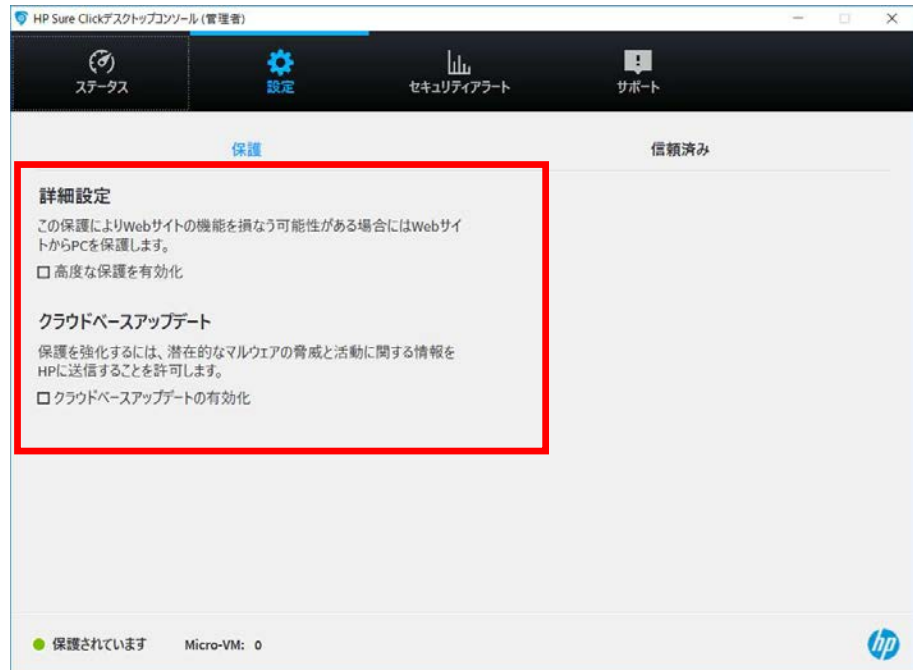 HP Sure Clickデスクトップコンソール (管理者)
ステータス
設定
セキュリティアラート
サポート
保護
信頼済み
詳細設定
この保護によりWebサイトの機能を損なう可能性がある場合にはWebサイ
トからPCを保護します。
高度な保護を有効化
クラウドベースアップデート
保護を強化するには、潜在的なマルウェアの脅威と活動に関する情報を
HPに送信することを許可します。
クラウドベースアップデートの有効化
保護されています Micro-VM: 0
hp